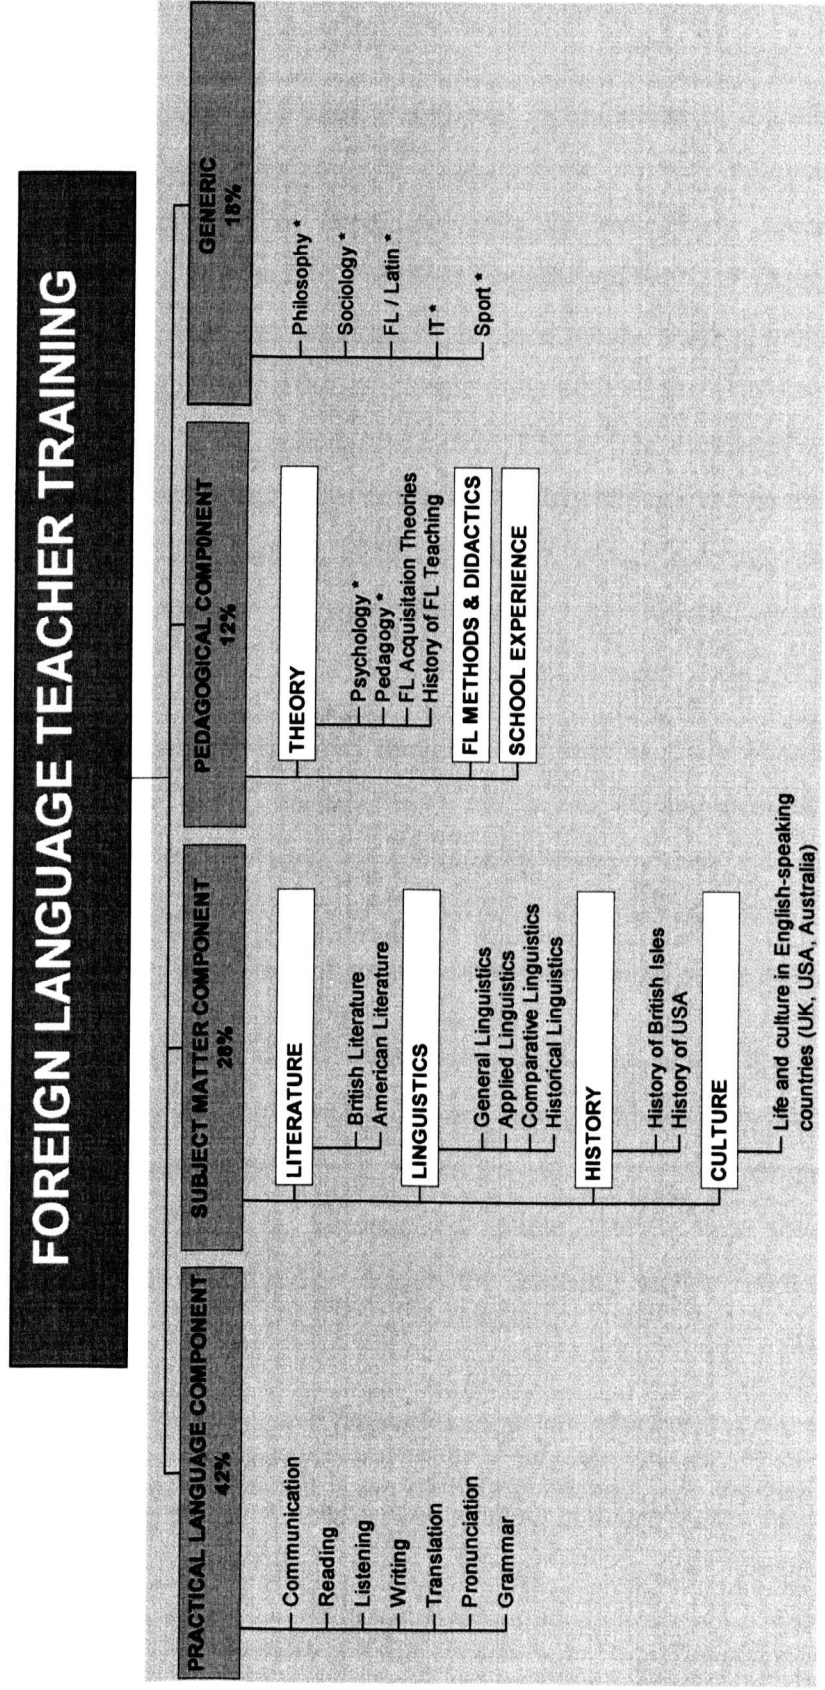 FOREIGN LANGUAGE TEACHER TRAINING
PRACTICAL LANGUAGE COMPONENT
42%
Communication
Reading
Listening
Writing
Translation
Pronunciation
Grammar
SUBJECT MATTER COMPONENT
28%
LITERATURE
British Literature
American Literature
LINGUISTICS
General Linguistics
Applied Linguistics
Comparative Linguistics
Historical Linguistics
HISTORY
History of British Isles
History of USA
CULTURE
Life and culture in English-speaking
countries (UK, USA, Australia)
PEDAGOGICAL COMPONENT
12%
THEORY
Psychology *
Pedagogy *
FL Acquisitaion Theories
History of FL Teaching
FL METHODS & DIDACTICS
SCHOOL EXPERIENCE
GENERIC
18%
Philosophy *
Sociology *
FL / Latin *
IT *
Sport *